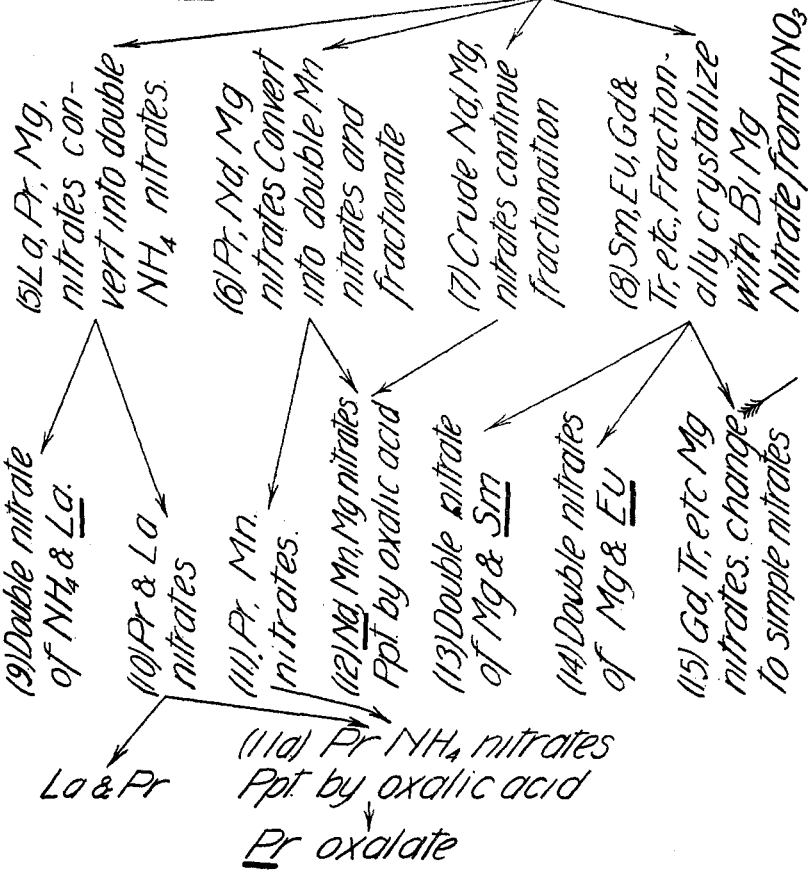 (5) La, Pr, Mg,
nitrates con-
vert into double
NH₄ nitrates.
(6) Pr, Nd, Mg
nitrates Convert
into double Mn
nitrates and
fractionate
(7) Crude Nd, Mg,
nitrates continue
fractionation
(8) Sm, Eu, Gd &
Tr, etc., Fraction-
ally crystallize
with Bi Mg
Nitrate from HNO₃
(9) Double nitrate
of NH₄ & La.
(10) Pr & La
nitrates
(11) Pr, Mn.
nitrates.
(12) Nd, Mn, Mg nitrates
Ppt. by oxalic acid
(13) Double nitrate
of Mg & Sm
(14) Double nitrates
of Mg & Eu
(15) Gd, Tr, etc Mg
nitrates. change
to simple nitrates
La & Pr
(11a) Pr NH₄ nitrates
Ppt. by oxalic acid
Pr oxalate